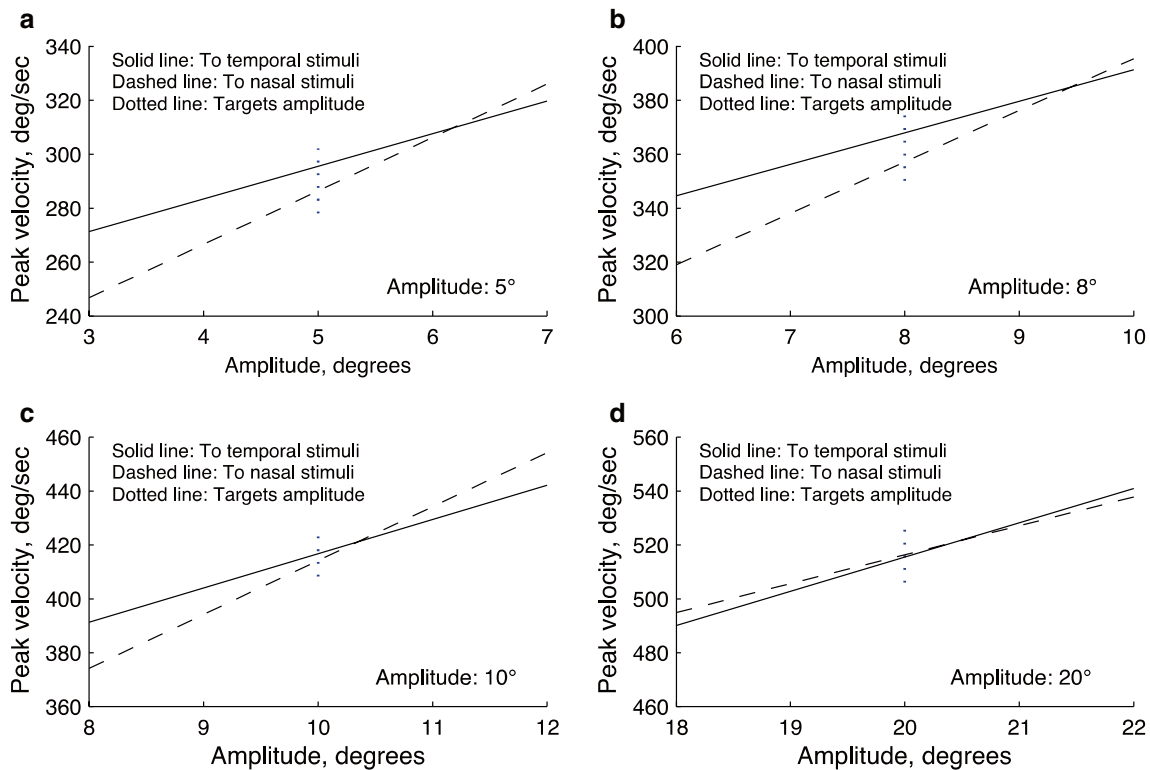 a
340
320
300
280
260
240
Peak velocity, deg/sec
Solid line: To temporal stimuli
Dashed line: To nasal stimuli
Dotted line: Targets amplitude
Amplitude: 5°
3 4 5 6 7
Amplitude, degrees
b
400
380
360
340
320
300
Peak velocity, deg/sec
Solid line: To temporal stimuli
Dashed line: To nasal stimuli
Dotted line: Targets amplitude
Amplitude: 8°
6 7 8 9 10
Amplitude, degrees
c
460
440
420
400
380
360
Peak velocity, deg/sec
Solid line: To temporal stimuli
Dashed line: To nasal stimuli
Dotted line: Targets amplitude
Amplitude: 10°
8 9 10 11 12
Amplitude, degrees
d
560
540
520
500
480
460
Peak velocity, deg/sec
Solid line: To temporal stimuli
Dashed line: To nasal stimuli
Dotted line: Targets amplitude
Amplitude: 20°
18 19 20 21 22
Amplitude, degrees